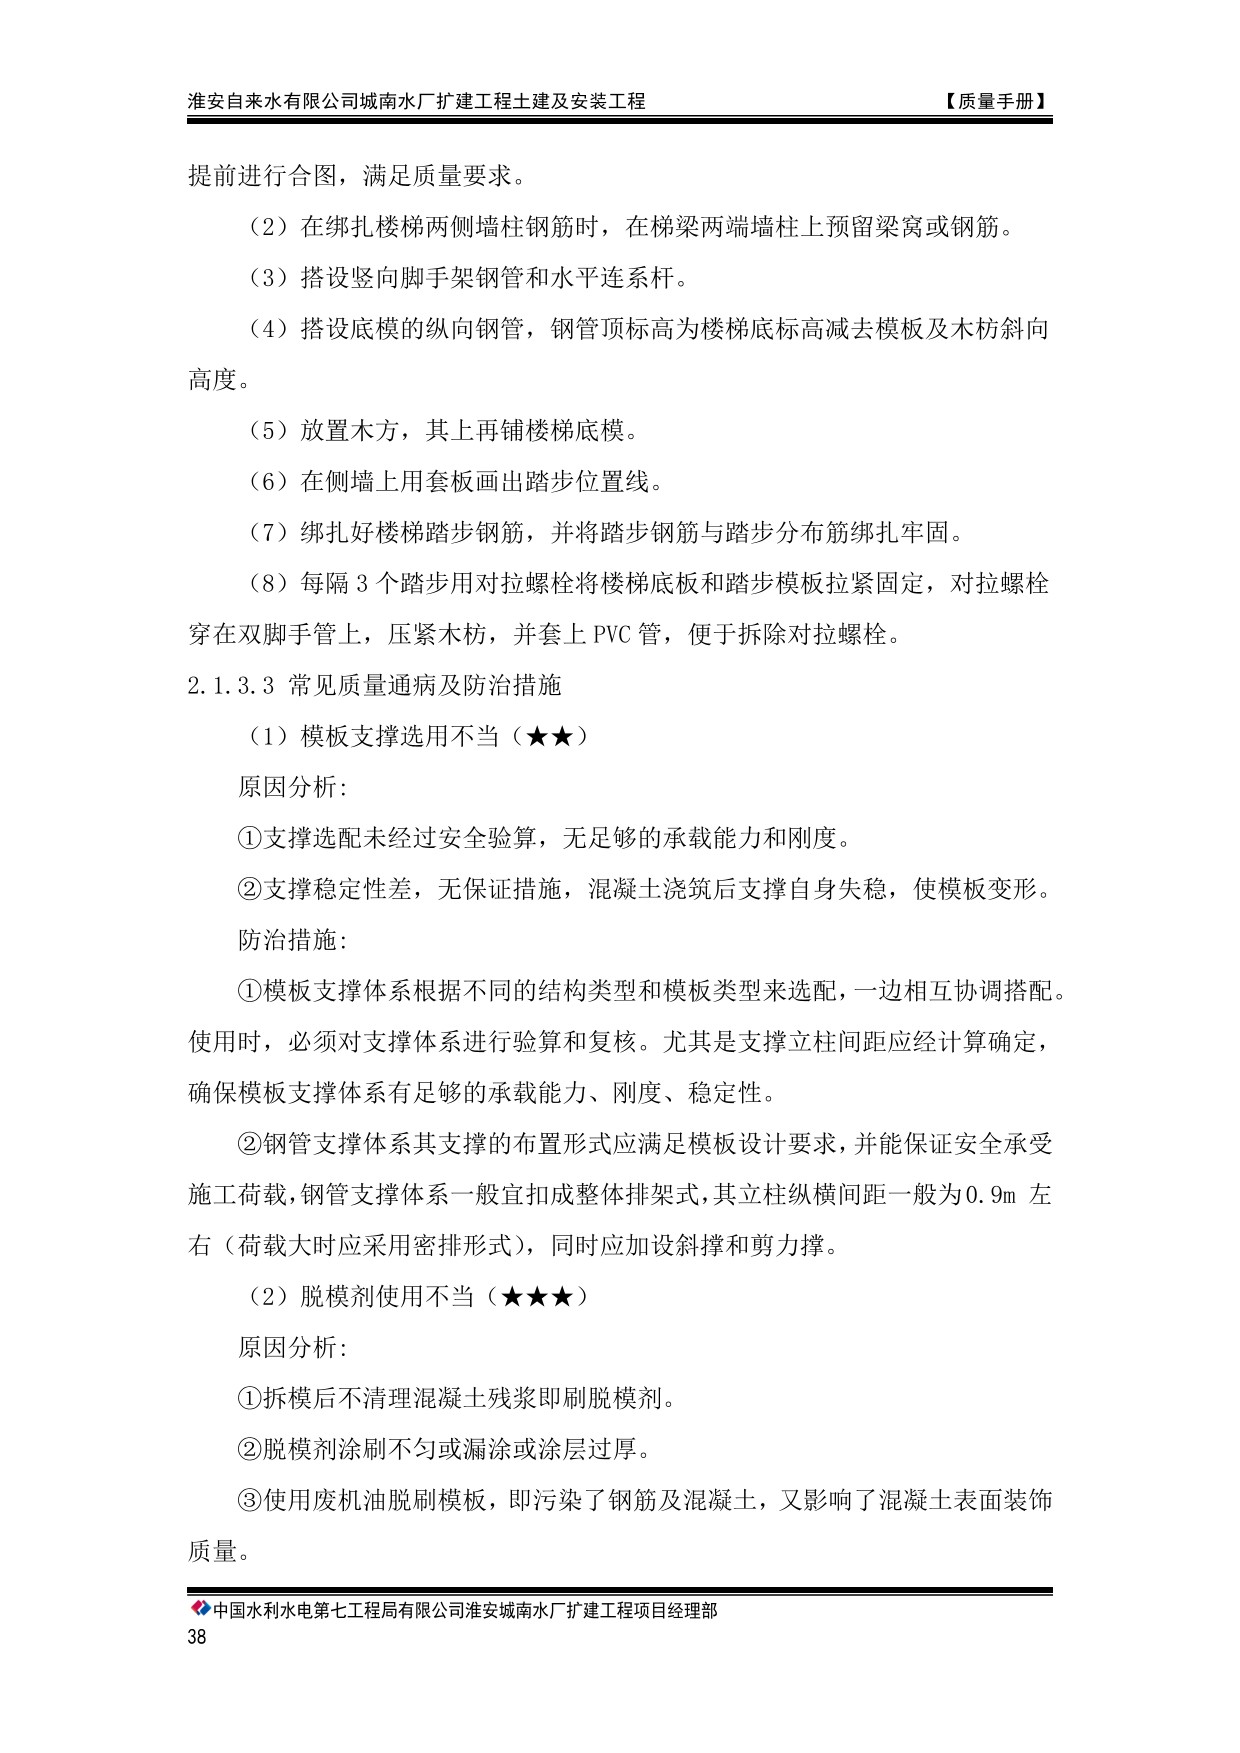 淮安自来水有限公司城南水厂扩建工程土建及安装工程 【质量手册】
提前进行合图，满足质量要求。
（2）在绑扎楼梯两侧墙柱钢筋时，在梯梁两端墙柱上预留梁窝或钢筋。
（3）搭设竖向脚手架钢管和水平连系杆。
（4）搭设底模的纵向钢管，钢管顶标高为楼梯底标高减去模板及木枋斜向
高度。
（5）放置木方，其上再铺楼梯底模。
（6）在侧墙上用套板画出踏步位置线。
（7）绑扎好楼梯踏步钢筋，并将踏步钢筋与踏步分布筋绑扎牢固。
（8）每隔 3 个踏步用对拉螺栓将楼梯底板和踏步模板拉紧固定，对拉螺栓
穿在双脚手管上，压紧木枋，并套上 PVC 管，便于拆除对拉螺栓。
2.1.3.3 常见质量通病及防治措施
（1）模板支撑选用不当（★★）
原因分析：
①支撑选配未经过安全验算，无足够的承载能力和刚度。
②支撑稳定性差，无保证措施，混凝土浇筑后支撑自身失稳，使模板变形。
防治措施：
①模板支撑体系根据不同的结构类型和模板类型来选配，一边相互协调搭配。
使用时，必须对支撑体系进行验算和复核。尤其是支撑立柱间距应经计算确定，
确保模板支撑体系有足够的承载能力、刚度、稳定性。
②钢管支撑体系其支撑的布置形式应满足模板设计要求，并能保证安全承受
施工荷载，钢管支撑体系一般宜扣成整体排架式，其立柱纵横间距一般为0.9m 左
右（荷载大时应采用密排形式），同时应加设斜撑和剪力撑。
（2）脱模剂使用不当（★★★）
原因分析：
①拆模后不清理混凝土残浆即刷脱模剂。
②脱模剂涂刷不匀或漏涂或涂层过厚。
③使用废机油脱刷模板，即污染了钢筋及混凝土，又影响了混凝土表面装饰
质量。
中国水利水电第七工程局有限公司淮安城南水厂扩建工程项目经理部
38